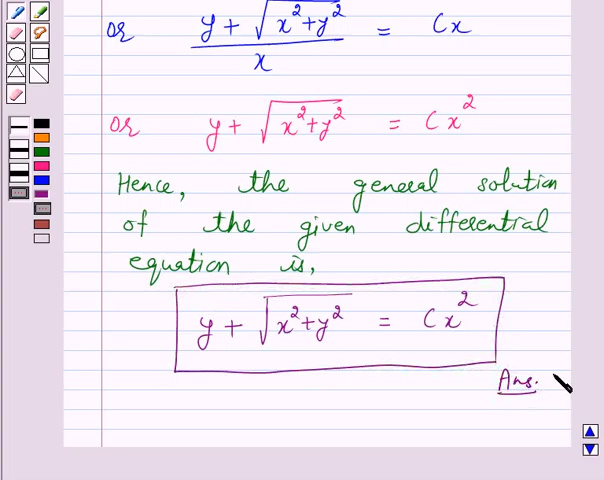 or y + √(x²+y²) / x = Cx
or y + √(x²+y²) = Cx²
Hence, the general solution
of the given differential
equation is,
y + √(x²+y²) = Cx²
Ans.